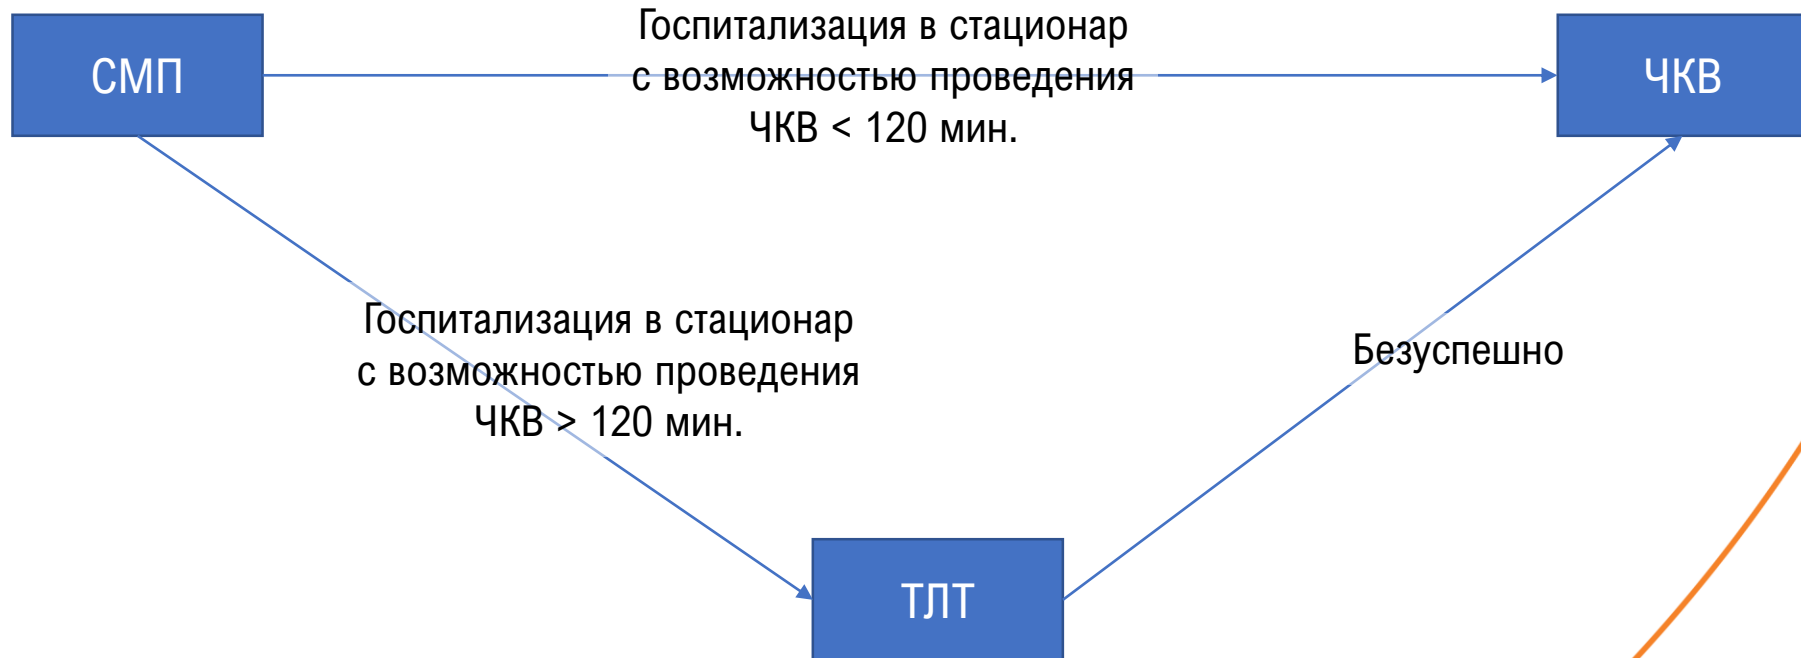 СМП
Госпитализация в стационар
с возможностью проведения
ЧКВ < 120 мин.
ЧКВ
Госпитализация в стационар
с возможностью проведения
ЧКВ > 120 мин.
Безуспешно
ТЛТ